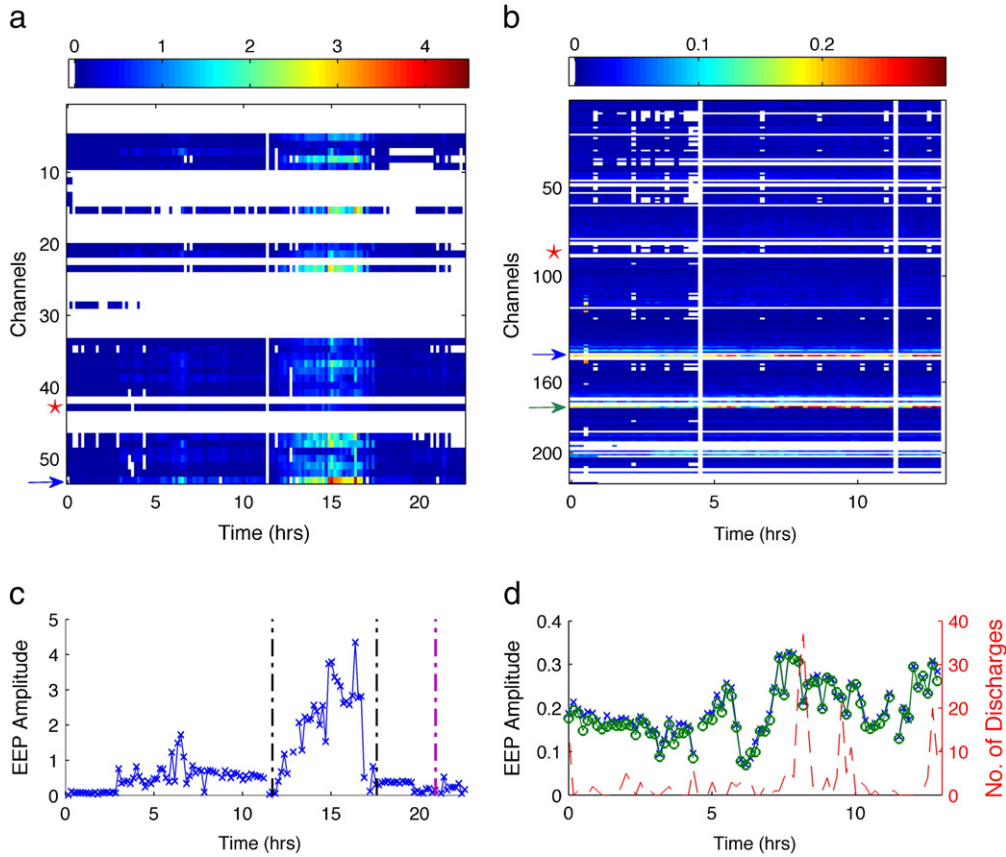 a
0 1 2 3 4
Channels
10
20
30
40
50
0 5 10 15 20
Time (hrs)
b
0 0.1 0.2
Channels
50
100
160
200
0 5 10
Time (hrs)
c
EEP Amplitude
5
4
3
2
1
0
0 5 10 15 20
Time (hrs)
d
EEP Amplitude
0.4
0.3
0.2
0.1
0
0 5 10
Time (hrs)
40
30
20
10
0
No. of Discharges